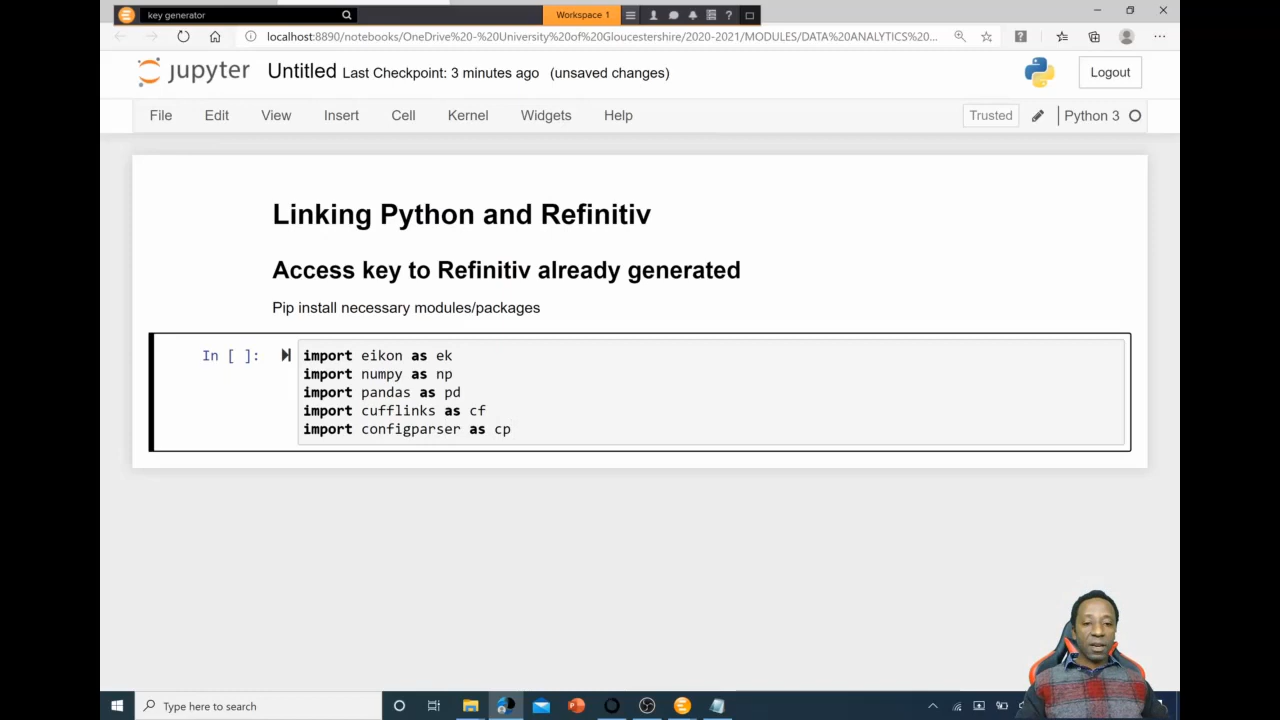 key generator
Workspace 1
?
localhost:8890/notebooks/OneDrive%20-%20University%20of%20Gloucestershire/2020-2021/MODULES/DATA%20ANALYTICS%20...
jupyter Untitled Last Checkpoint: 3 minutes ago (unsaved changes)
Logout
File Edit View Insert Cell Kernel Widgets Help
Trusted
Python 3
Linking Python and Refinitiv
Access key to Refinitiv already generated
Pip install necessary modules/packages
In [ ]:
import eikon as ek
import numpy as np
import pandas as pd
import cufflinks as cf
import configparser as cp
Type here to search